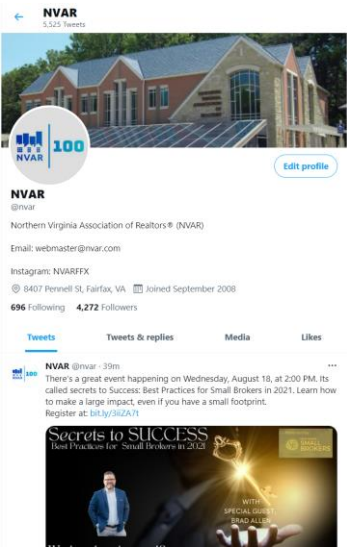 NVAR
5,525 Tweets
NVAR
100
Edit profile
NVAR
@nvar
Northern Virginia Association of Realtors® (NVAR)
Email: webmaster@nvar.com
Instagram: NVARFFX
8407 Pennell St, Fairfax, VA Joined September 2008
696 Following 4,272 Followers
Tweets Tweets & replies Media Likes
NVAR @nvar · 39m
There's a great event happening on Wednesday, August 18, at 2:00 PM. Its
called secrets to Success: Best Practices for Small Brokers in 2021. Learn how
to make a large impact, even if you have a small footprint.
Register at: bit.ly/3iiZA7t
Secrets to SUCCESS
Best Practices for Small Brokers in 2021
SMALL
BROKERS
WITH
SPECIAL GUEST,
BRAD ALLEN